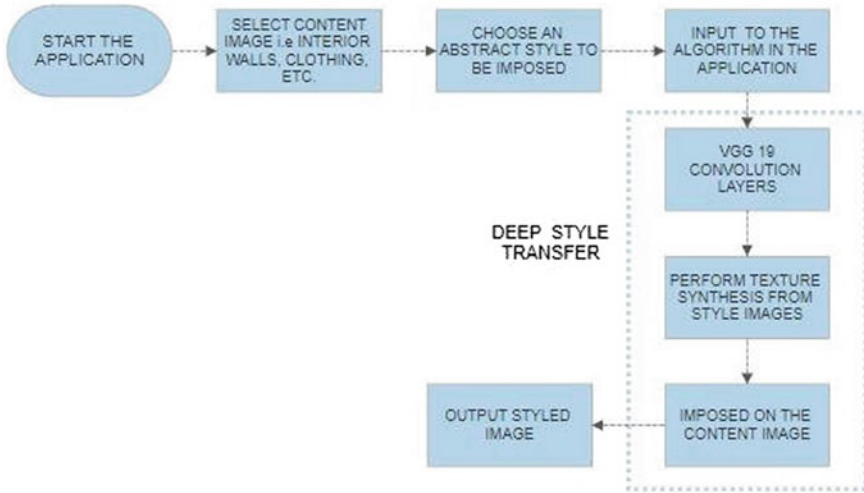 START THE
APPLICATION
SELECT CONTENT
IMAGE i.e INTERIOR
WALLS, CLOTHING,
ETC.
CHOOSE AN
ABSTRACT STYLE TO
BE IMPOSED
INPUT TO THE
ALGORITHM IN THE
APPLICATION
VGG 19
CONVOLUTION
LAYERS
DEEP STYLE
TRANSFER
PERFORM TEXTURE
SYNTHESIS FROM
STYLE IMAGES
IMPOSED ON THE
CONTENT IMAGE
OUTPUT STYLED
IMAGE